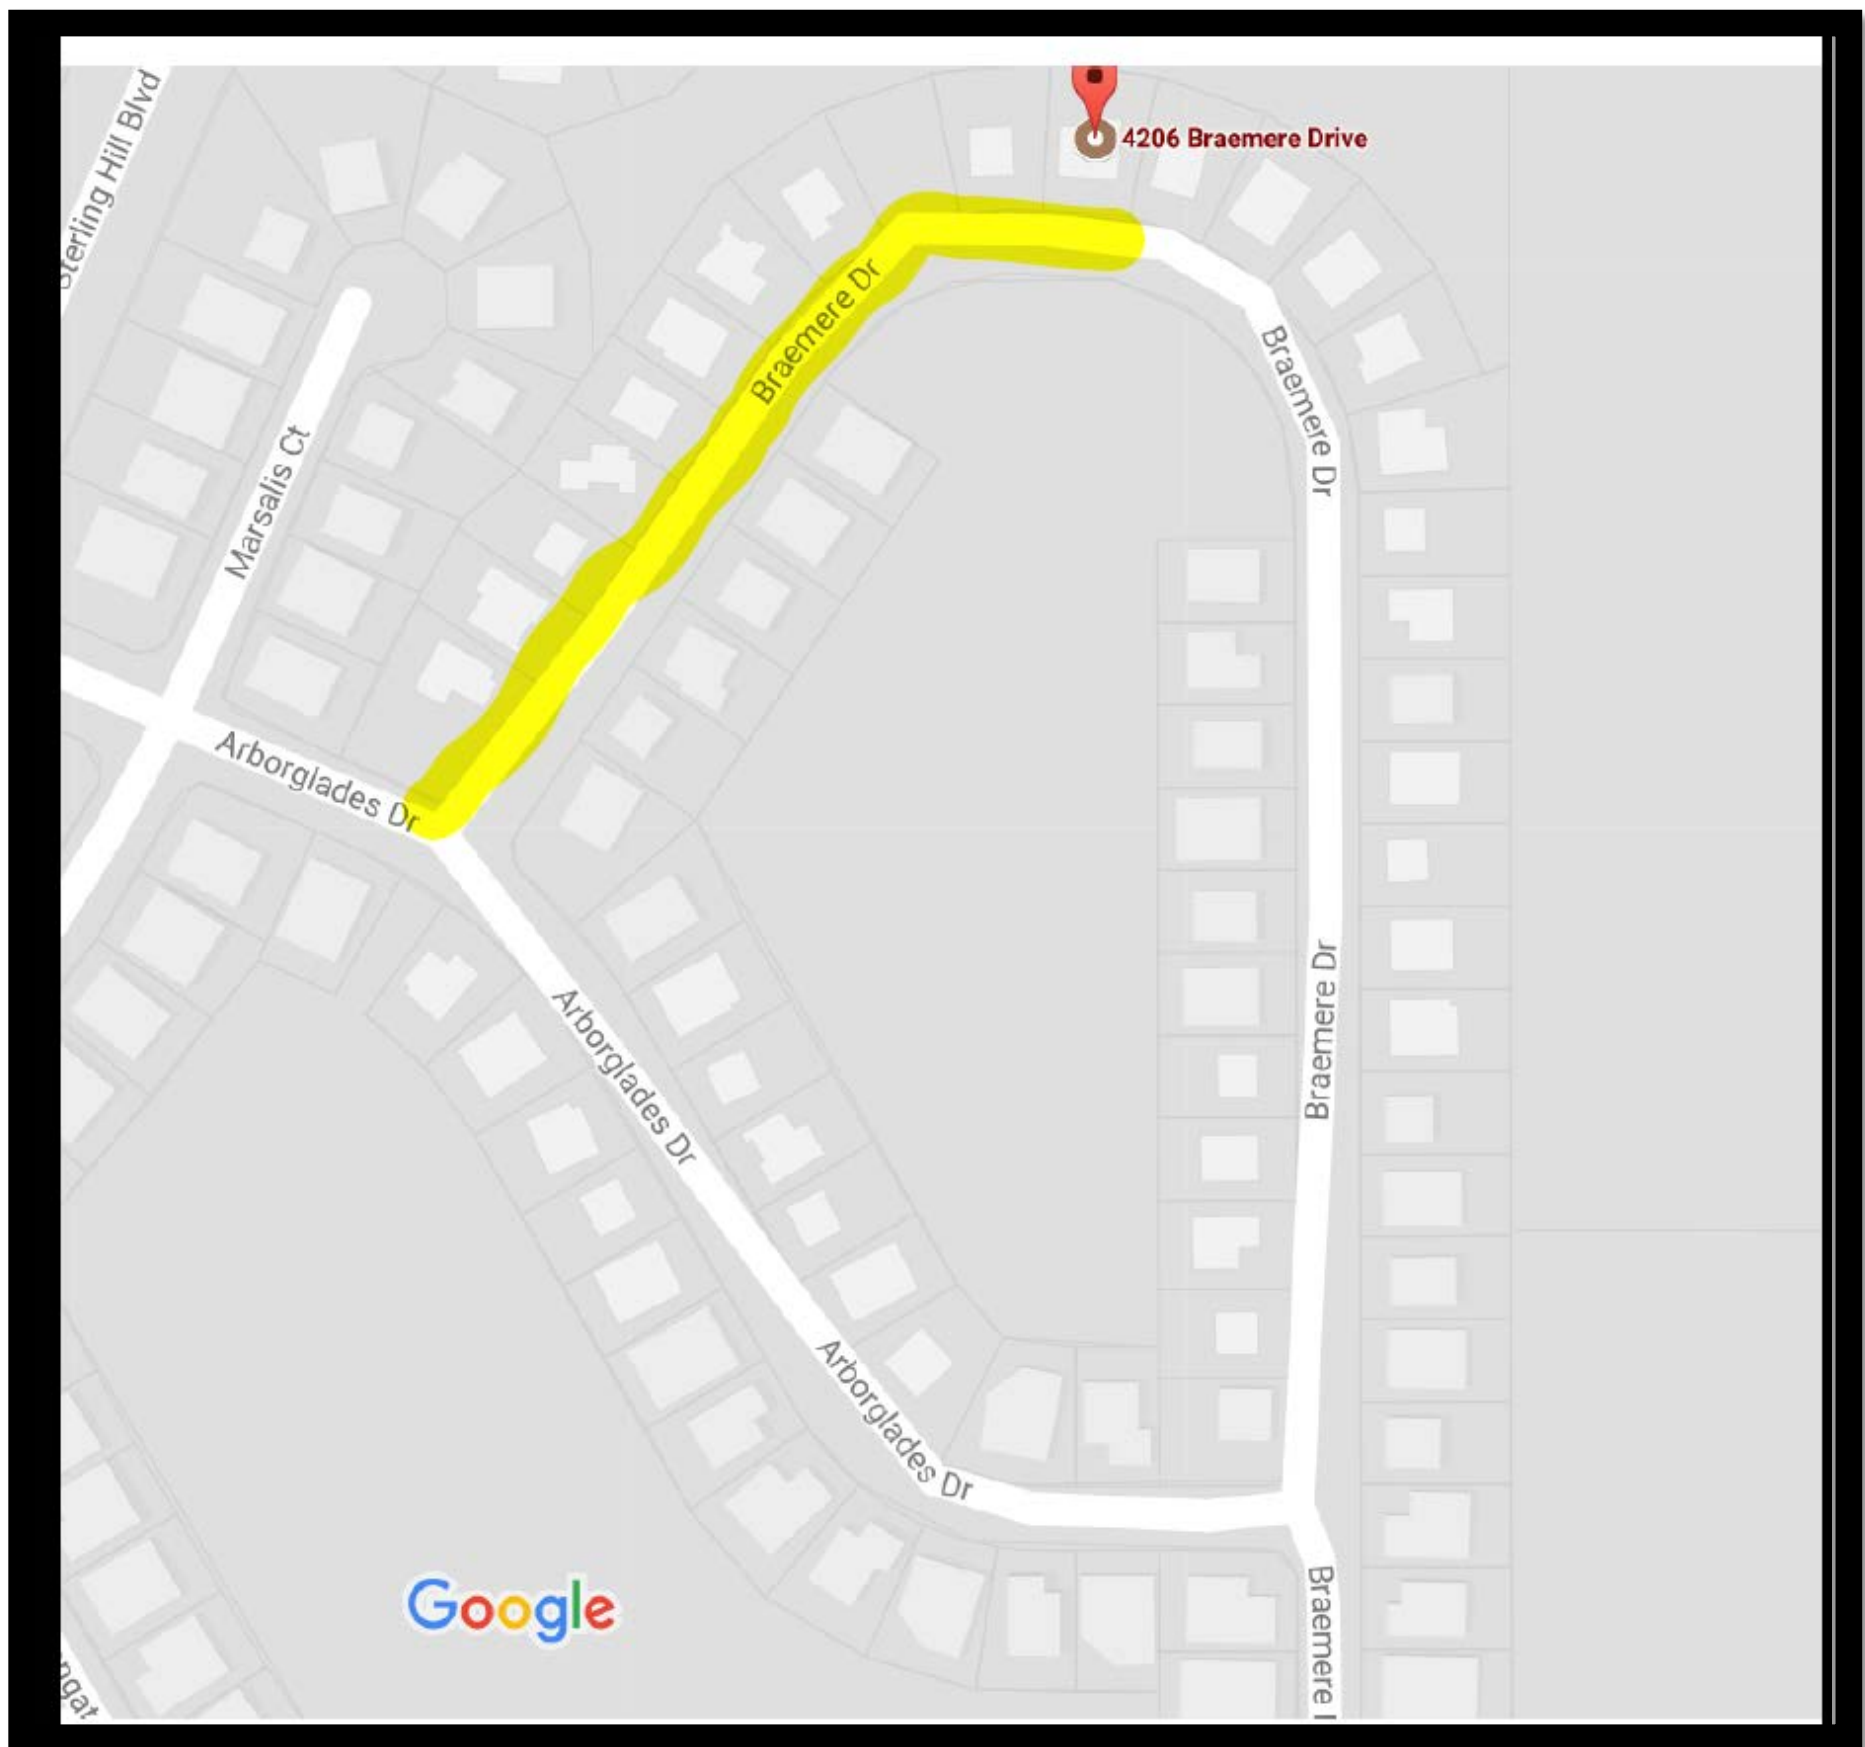 Sterling Hill Blvd
4206 Braemere Drive
Braemere Dr
Braemere Dr
Marsalis Ct
Arborglades Dr
Braemere Dr
Arborglades Dr
Arborglades Dr
Google
Braemere